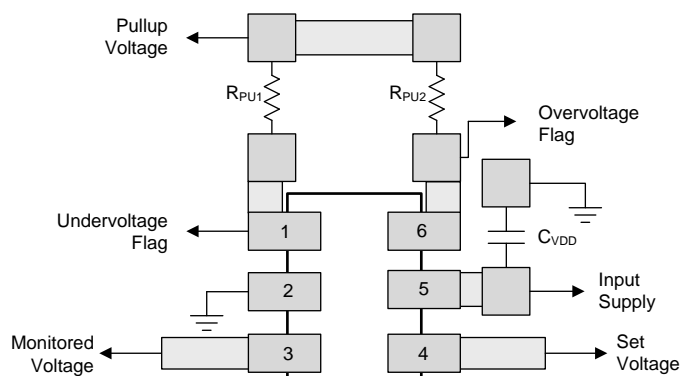 Pullup
Voltage
RPU1
RPU2
Overvoltage
Flag
Undervoltage
Flag
1
6
CVDD
2
5
Input
Supply
Monitored
Voltage
3
4
Set
Voltage